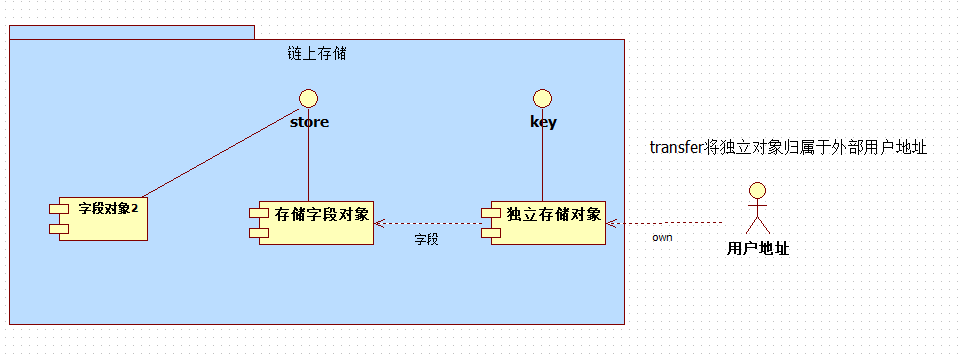 链上存储
store
key
transfer将独立对象归属于外部用户地址
字段对象2
存储字段对象
独立存储对象
字段
own
用户地址